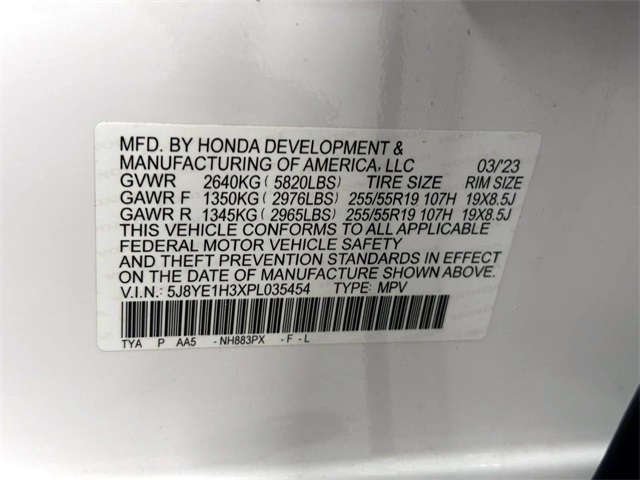 MFD. BY HONDA DEVELOPMENT &
MANUFACTURING OF AMERICA, LLC 03/'23
GVWR 2640KG ( 5820LBS) TIRE SIZE RIM SIZE
GAWR F 1350KG ( 2976LBS) 255/55R19 107H 19X8.5J
GAWR R 1345KG ( 2965LBS) 255/55R19 107H 19X8.5J
THIS VEHICLE CONFORMS TO ALL APPLICABLE
FEDERAL MOTOR VEHICLE SAFETY
AND THEFT PREVENTION STANDARDS IN EFFECT
ON THE DATE OF MANUFACTURE SHOWN ABOVE.
V.I.N.: 5J8YE1H3XPL035454 TYPE: MPV
TYA P AA5 -NH883PX -F-L